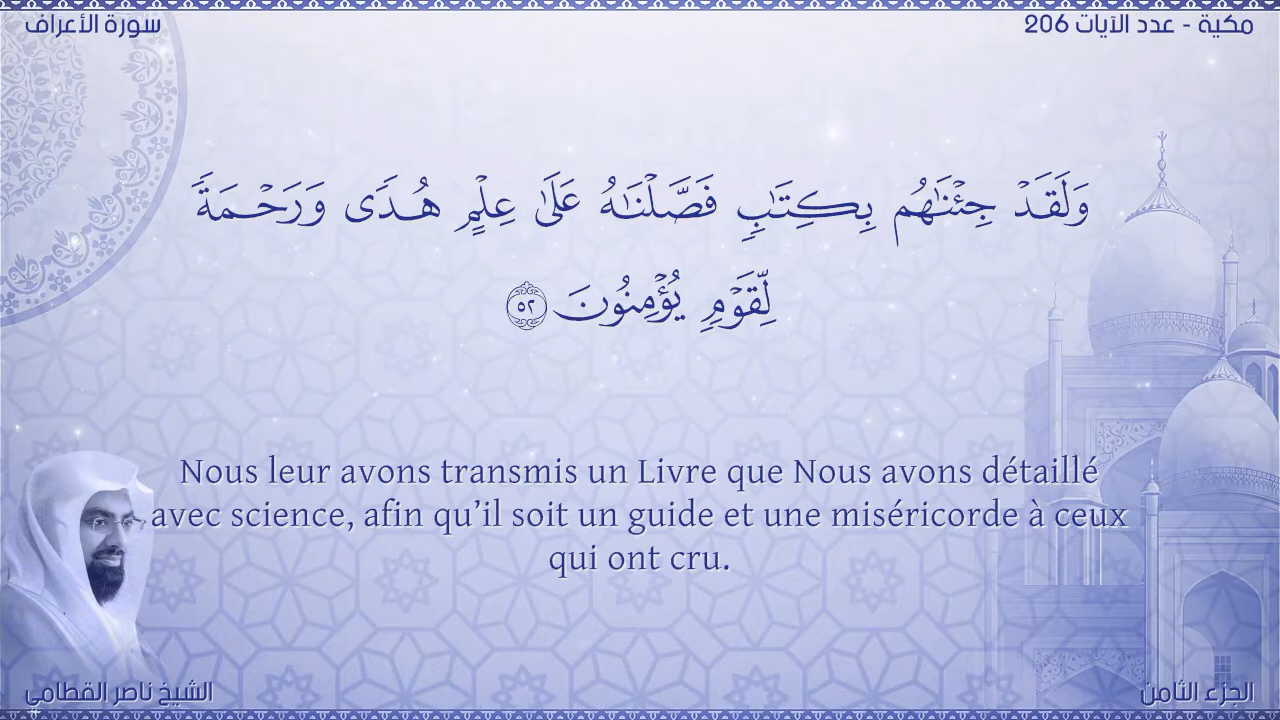 سورة الأعراف
مكية - عدد الآيات 206
وَلَقَدْ جِئْنَٰهُم بِكِتَٰبٍ فَصَّلْنَٰهُ عَلَىٰ عِلْمٍ هُدًى وَرَحْمَةً
لِّقَوْمٍ يُؤْمِنُونَ ٥٢
Nous leur avons transmis un Livre que Nous avons détaillé
avec science, afin qu’il soit un guide et une miséricorde à ceux
qui ont cru.
الشيخ ناصر القطامي
الجزء الثامن